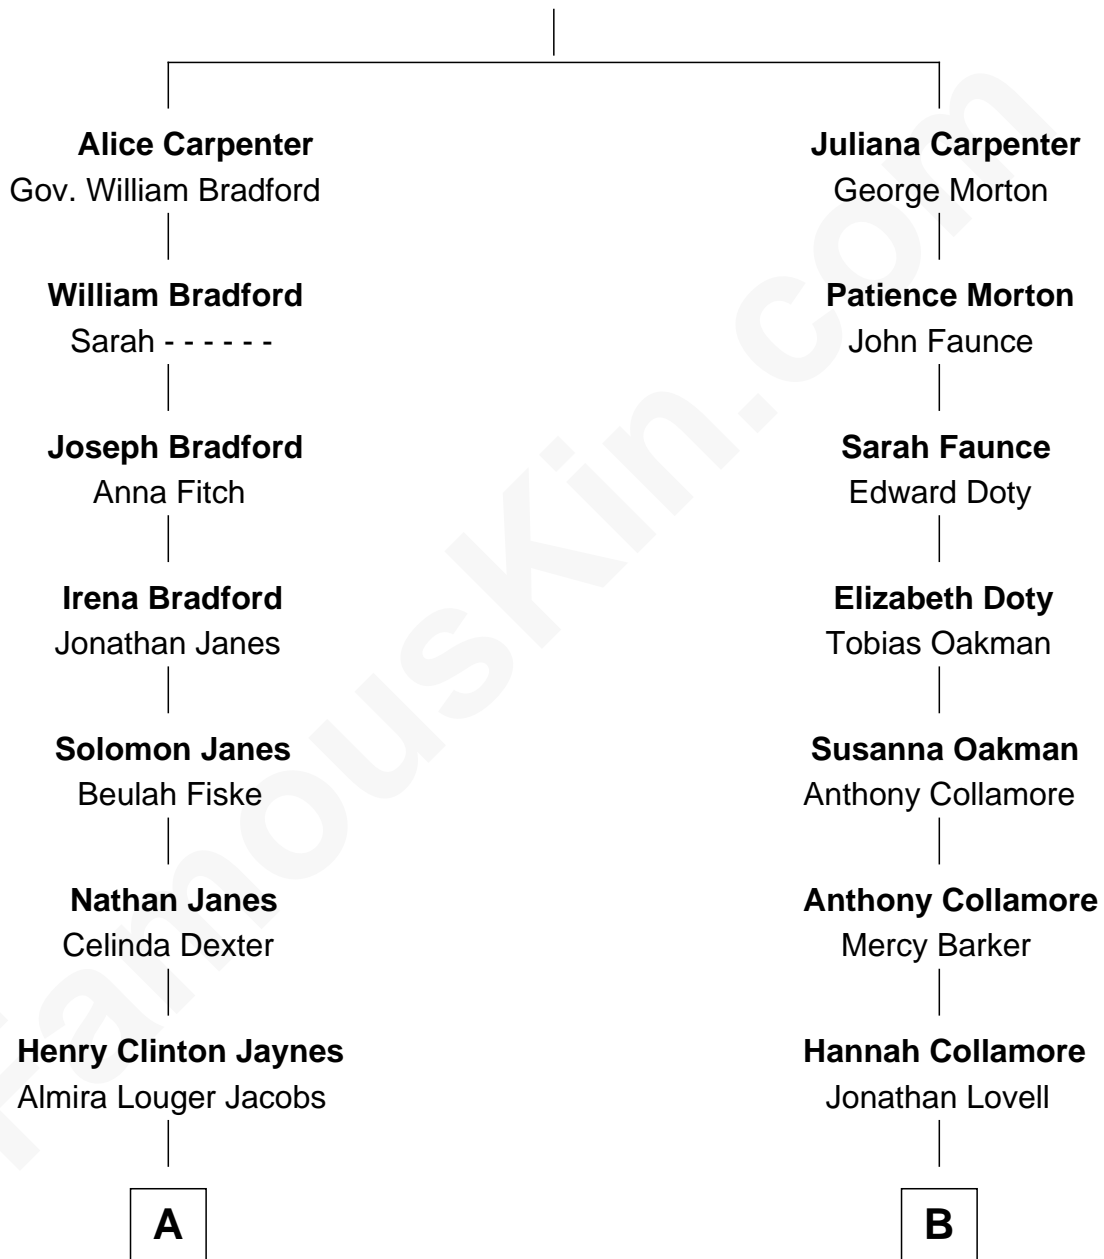 Alice Carpenter
Gov. William Bradford
Juliana Carpenter
George Morton
William Bradford
Sarah - - - - - -
Patience Morton
John Faunce
Joseph Bradford
Anna Fitch
Sarah Faunce
Edward Doty
Irena Bradford
Jonathan Janes
Elizabeth Doty
Tobias Oakman
Solomon Janes
Beulah Fiske
Susanna Oakman
Anthony Collamore
Nathan Janes
Celinda Dexter
Anthony Collamore
Mercy Barker
Henry Clinton Jaynes
Almira Louger Jacobs
Hannah Collamore
Jonathan Lovell
A
B
FamousKin.com